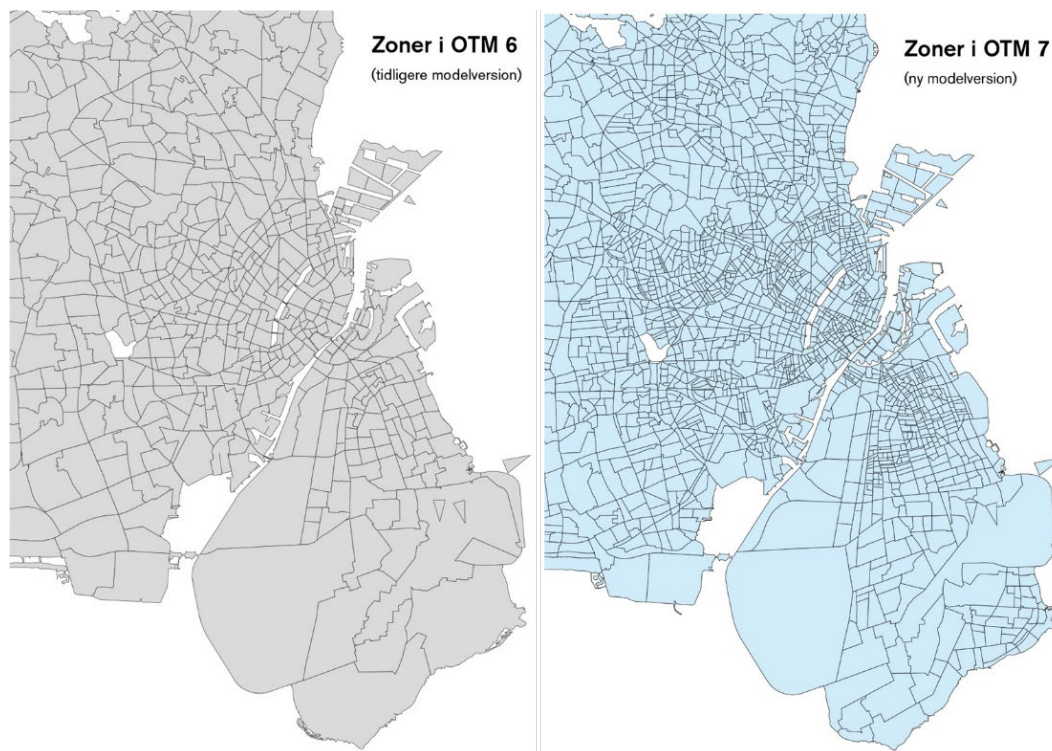 Zoner i OTM 6
(tidligere modelversion)
Zoner i OTM 7
(ny modelversion)